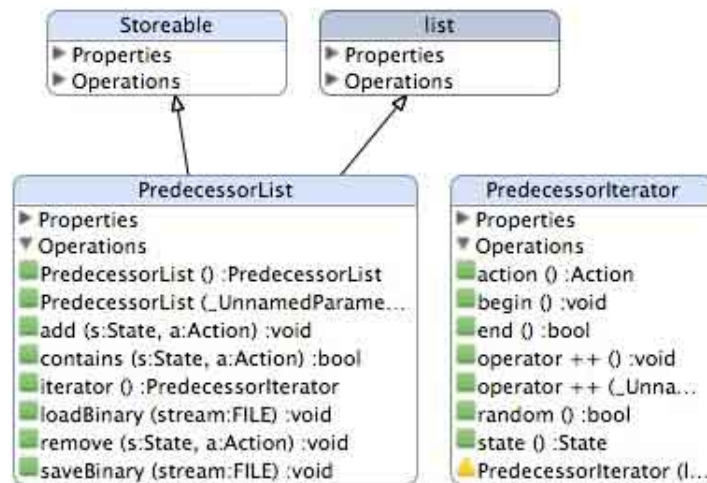 Storeable
Properties
Operations
list
Properties
Operations
PredecessorList
Properties
Operations
PredecessorList () :PredecessorList
PredecessorList (_UnnamedParame...
add (s:State, a:Action) :void
contains (s:State, a:Action) :bool
iterator () :PredecessorIterator
loadBinary (stream:FILE) :void
remove (s:State, a:Action) :void
saveBinary (stream:FILE) :void
PredecessorIterator
Properties
Operations
action () :Action
begin () :void
end () :bool
operator ++ () :void
operator ++ (_Unna...
random () :bool
state () :State
PredecessorIterator (l...